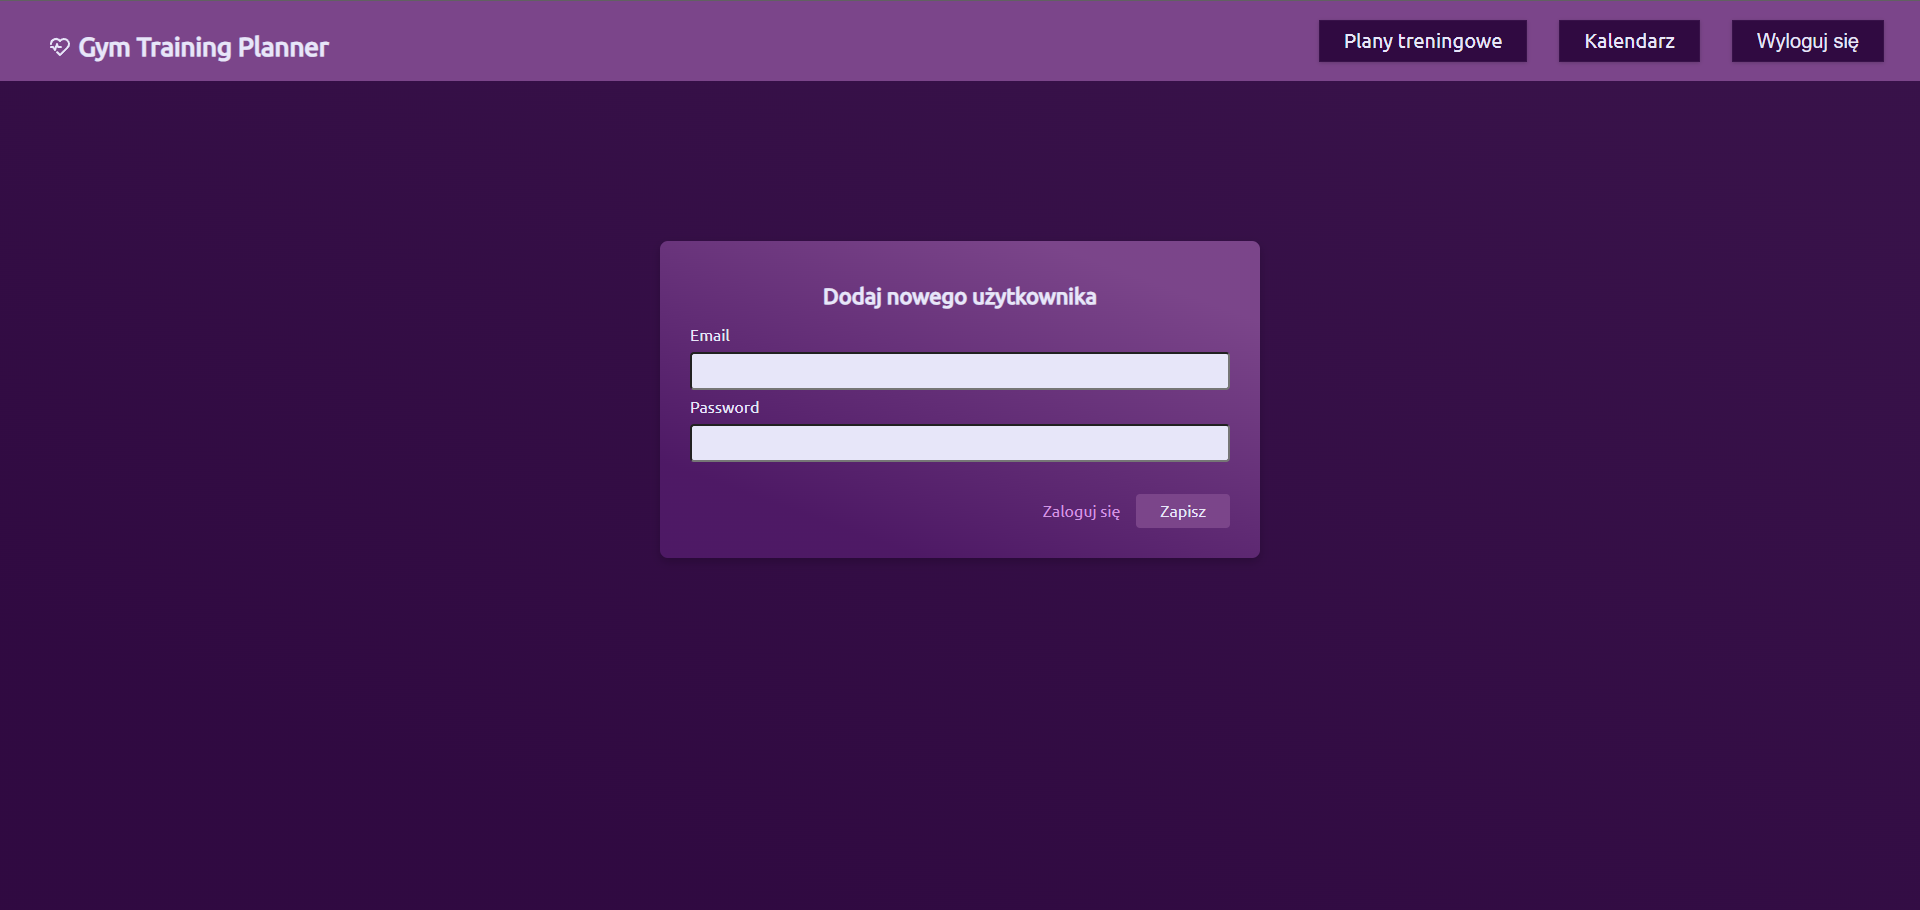 Gym Training Planner
Plany treningowe
Kalendarz
Wyloguj się
Dodaj nowego użytkownika
Email
Password
Zaloguj się
Zapisz